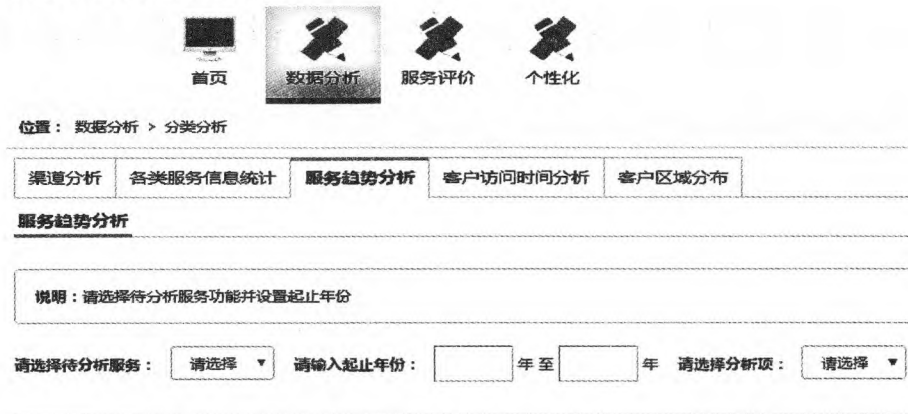 首页 数据分析 服务评价 个性化
位置： 数据分析 > 分类分析
渠道分析 各类服务信息统计 服务趋势分析 客户访问时间分析 客户区域分布
服务趋势分析
说明：请选择待分析服务功能并设置起止年份
请选择待分析服务： 请选择 ▼ 请输入起止年份： 年至 年 请选择分析项： 请选择 ▼